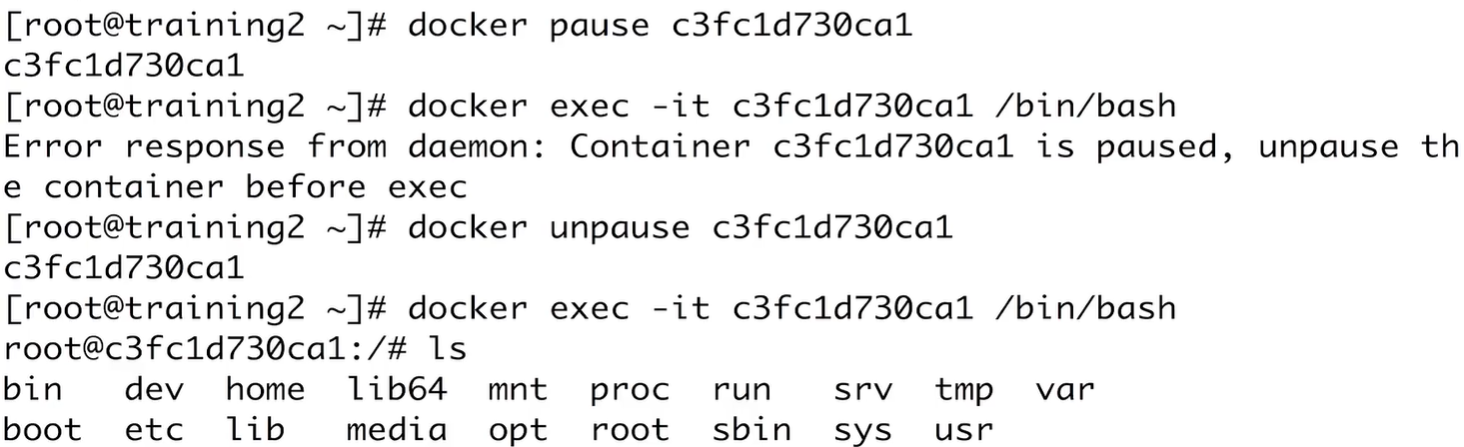 [root@training2 ~]# docker pause c3fc1d730ca1
c3fc1d730ca1
[root@training2 ~]# docker exec -it c3fc1d730ca1 /bin/bash
Error response from daemon: Container c3fc1d730ca1 is paused, unpause th
e container before exec
[root@training2 ~]# docker unpause c3fc1d730ca1
c3fc1d730ca1
[root@training2 ~]# docker exec -it c3fc1d730ca1 /bin/bash
root@c3fc1d730ca1:/# ls
bin   dev  home  lib64  mnt  proc  run   srv  tmp  var
boot  etc  lib   media  opt  root  sbin  sys  usr